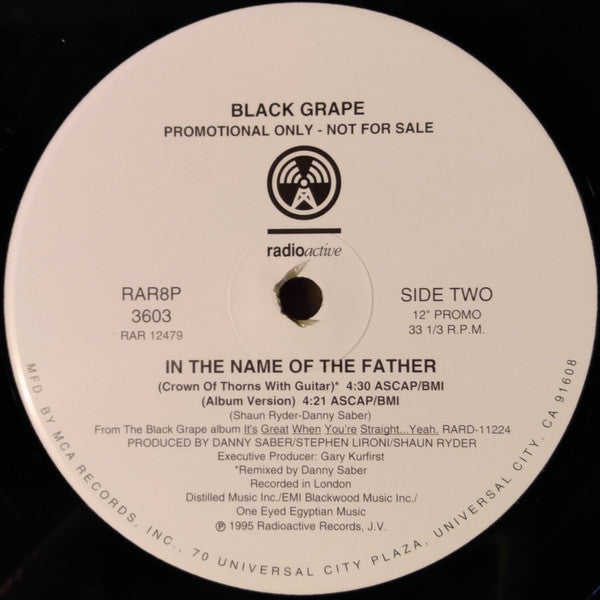 BLACK GRAPE
PROMOTIONAL ONLY - NOT FOR SALE
radioactive
RAR8P
3603
RAR 12479
SIDE TWO
12" PROMO
33 1/3 R.P.M.
IN THE NAME OF THE FATHER
(Crown Of Thorns With Guitar)* 4:30 ASCAP/BMI
(Album Version) 4:21 ASCAP/BMI
(Shaun Ryder-Danny Saber)
From The Black Grape album It's Great When You're Straight...Yeah. RARD-11224
PRODUCED BY DANNY SABER/STEPHEN LIRONI/SHAUN RYDER
Executive Producer: Gary Kurfirst
*Remixed by Danny Saber
Recorded in London
Distilled Music Inc./EMI Blackwood Music Inc./
One Eyed Egyptian Music
℗ 1995 Radioactive Records, J.V.
MFD BY MCA RECORDS, INC., 70 UNIVERSAL CITY PLAZA, UNIVERSAL CITY, CA 91608